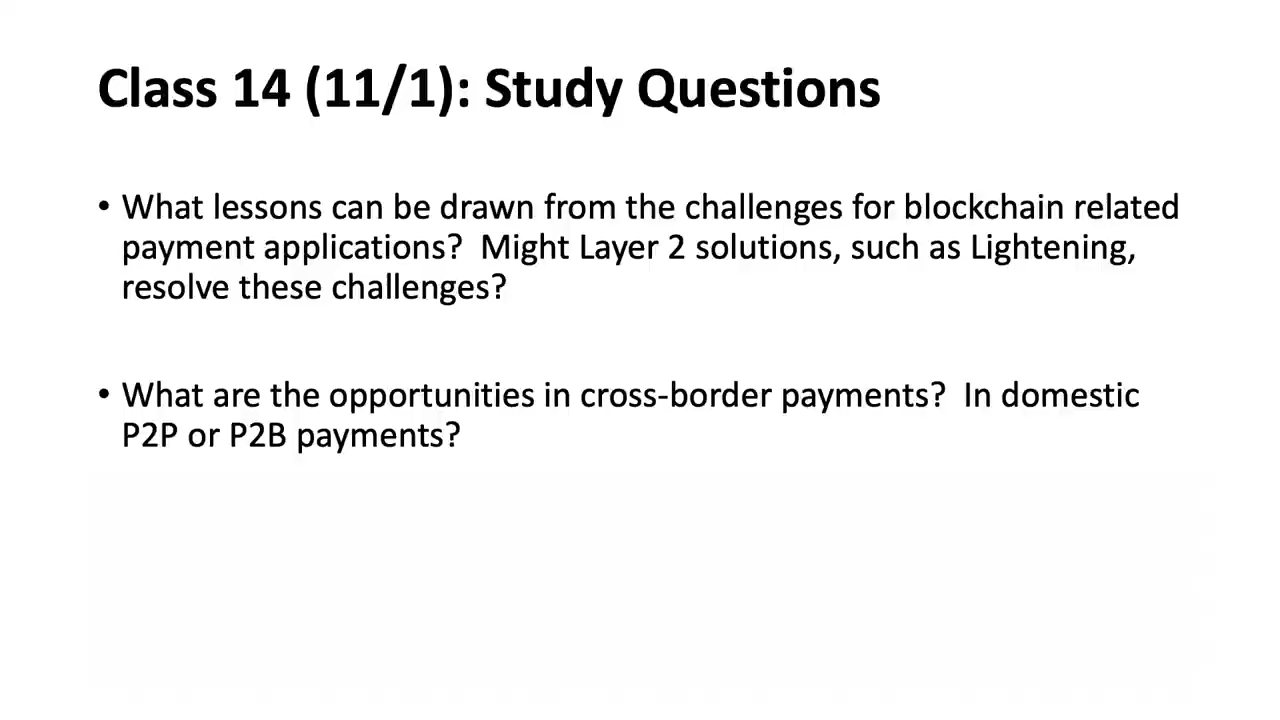 Class 14 (11/1): Study Questions
• What lessons can be drawn from the challenges for blockchain related
payment applications?  Might Layer 2 solutions, such as Lightening,
resolve these challenges?
• What are the opportunities in cross-border payments?  In domestic
P2P or P2B payments?